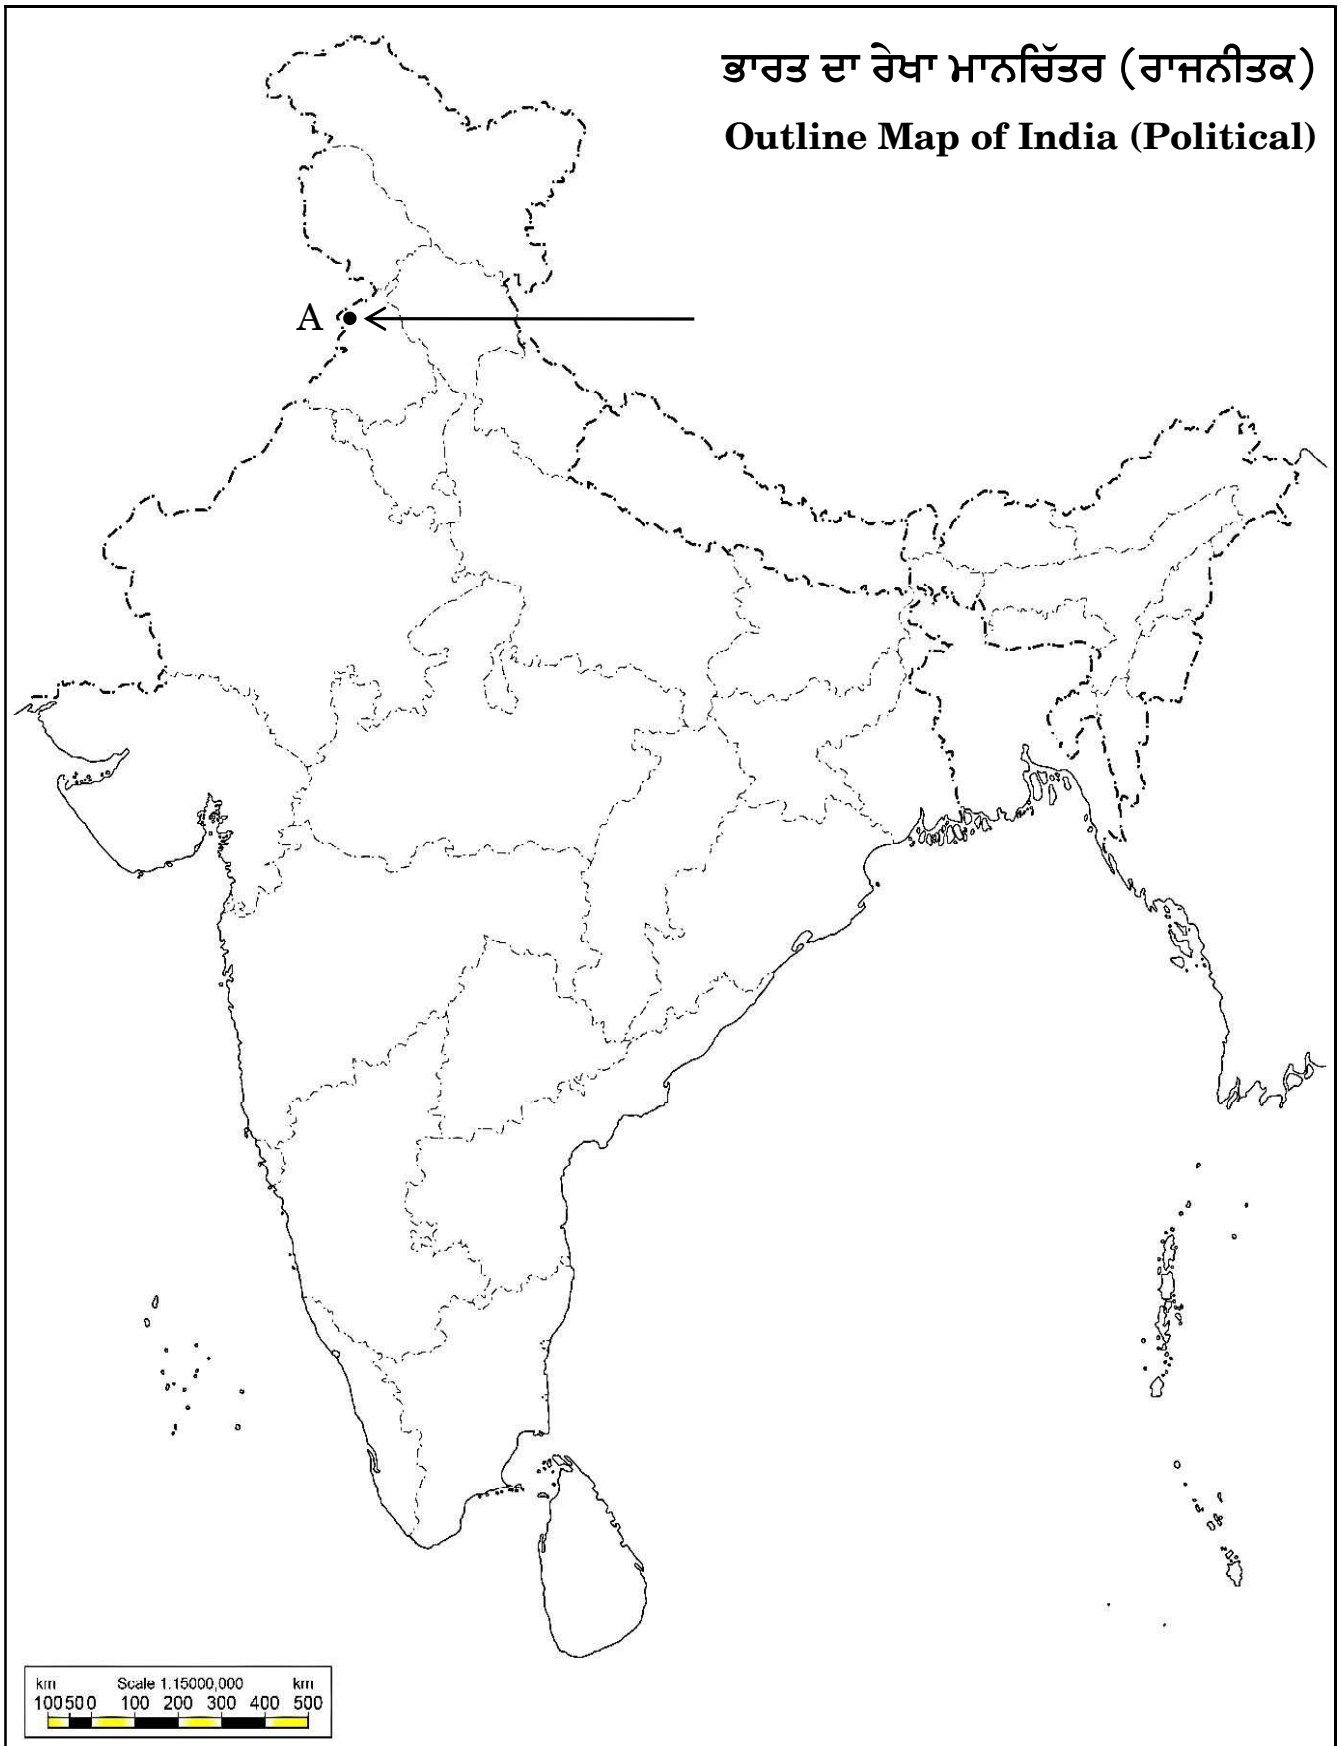 ਭਾਰਤ ਦਾ ਰੇਖਾ ਮਾਨਚਿੱਤਰ (ਰਾਜਨੀਤਕ)
Outline Map of India (Political)
A
km Scale 1:15000,000 km
100 50 0 100 200 300 400 500